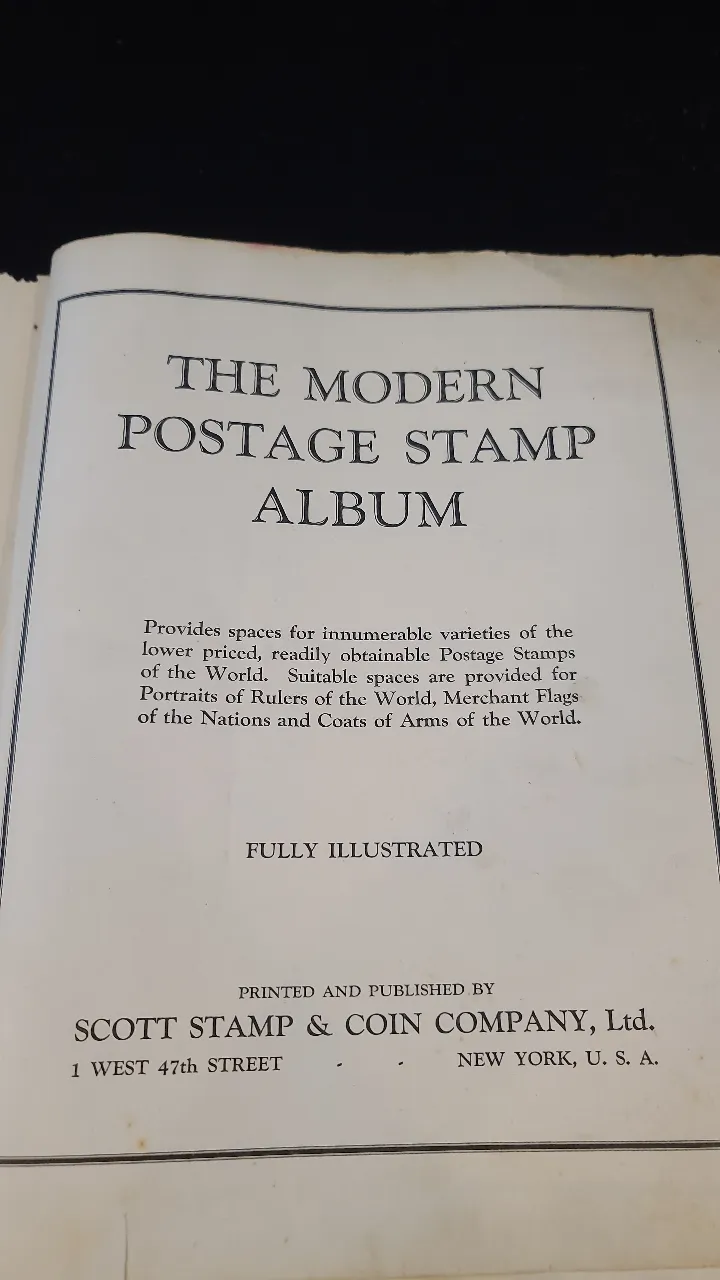 THE MODERN
POSTAGE STAMP
ALBUM
Provides spaces for innumerable varieties of the
lower priced, readily obtainable Postage Stamps
of the World. Suitable spaces are provided for
Portraits of Rulers of the World, Merchant Flags
of the Nations and Coats of Arms of the World.
FULLY ILLUSTRATED
PRINTED AND PUBLISHED BY
SCOTT STAMP & COIN COMPANY, Ltd.
1 WEST 47th STREET - - NEW YORK, U. S. A.